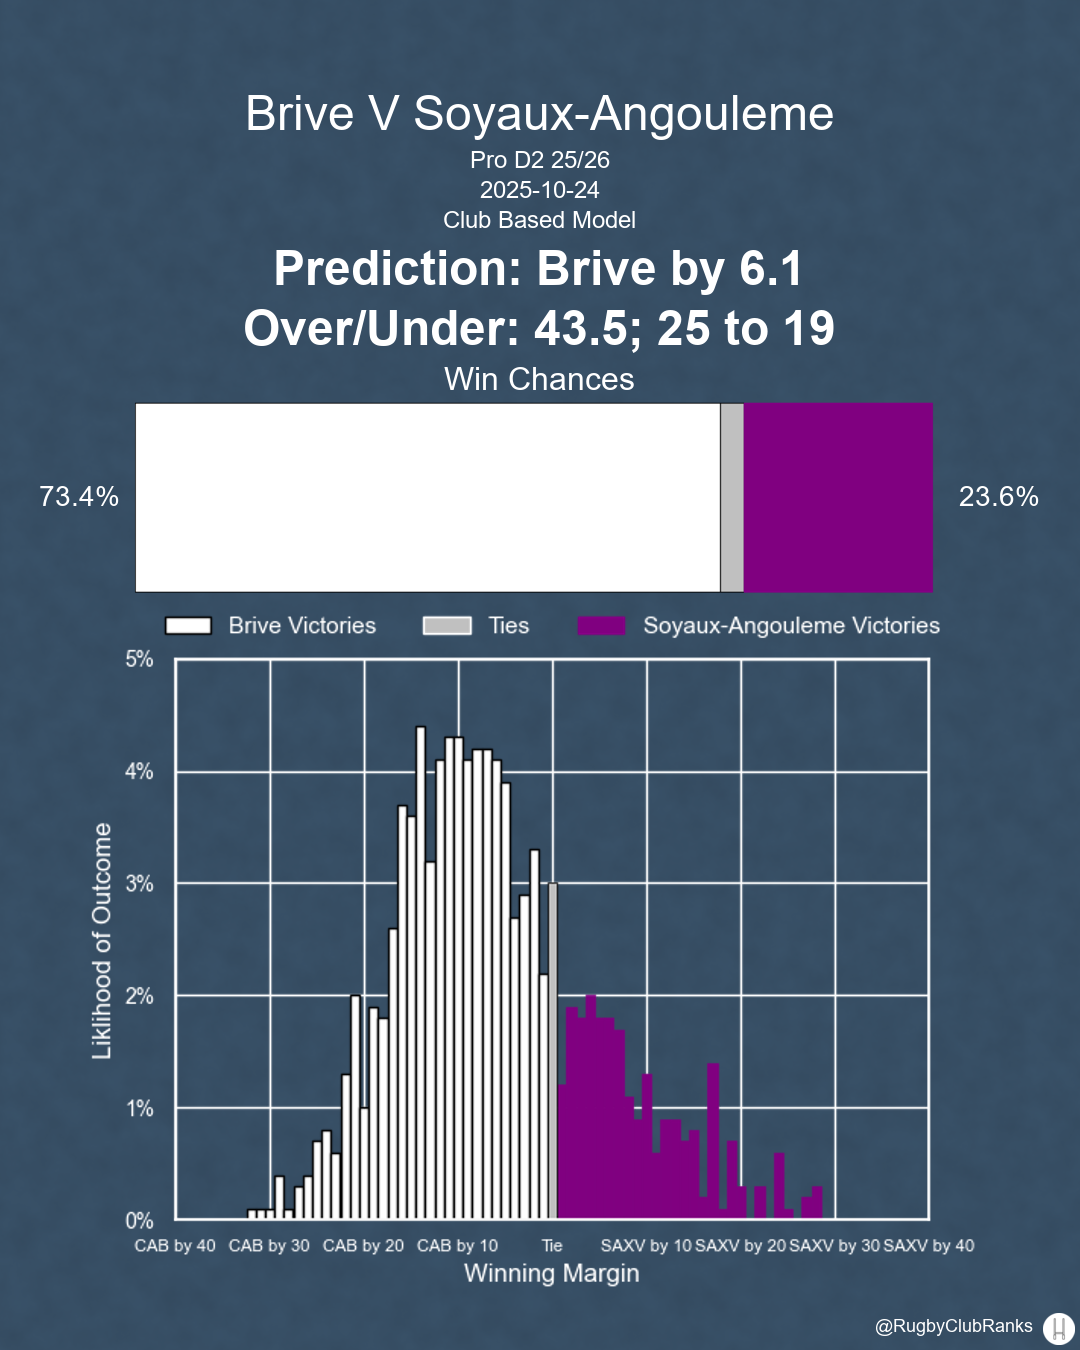 Brive V Soyaux-Angouleme
Pro D2 25/26
2025-10-24
Club Based Model
Prediction: Brive by 6.1
Over/Under: 43.5; 25 to 19
Win Chances
73.4%
23.6%
Brive Victories
Ties
Soyaux-Angouleme Victories
5%
4%
3%
2%
1%
0%
Liklihood of Outcome
CAB by 40
CAB by 30
CAB by 20
CAB by 10
Tie
SAXV by 10
SAXV by 20
SAXV by 30
SAXV by 40
Winning Margin
@RugbyClubRanks